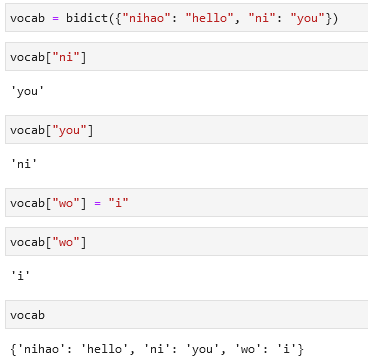 vocab = bidict({"nihao": "hello", "ni": "you"})
vocab["ni"]
'you'
vocab["you"]
'ni'
vocab["wo"] = "i"
vocab["wo"]
'i'
vocab
{'nihao': 'hello', 'ni': 'you', 'wo': 'i'}